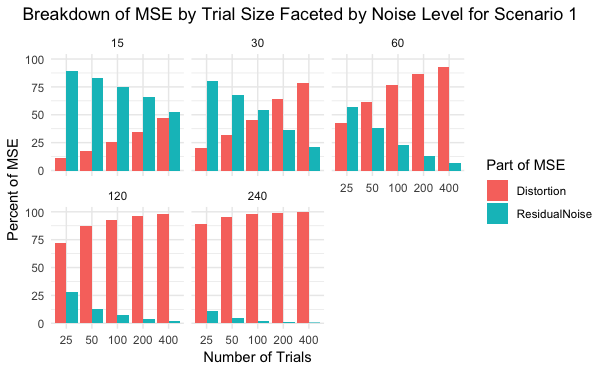 Breakdown of MSE by Trial Size Faceted by Noise Level for Scenario 1
15 30 60
100
75
50
25
0
25 50 100 200 400
120 240
100
75
50
25
0
25 50 100 200 400 25 50 100 200 400
Percent of MSE
Number of Trials
Part of MSE
Distortion
ResidualNoise